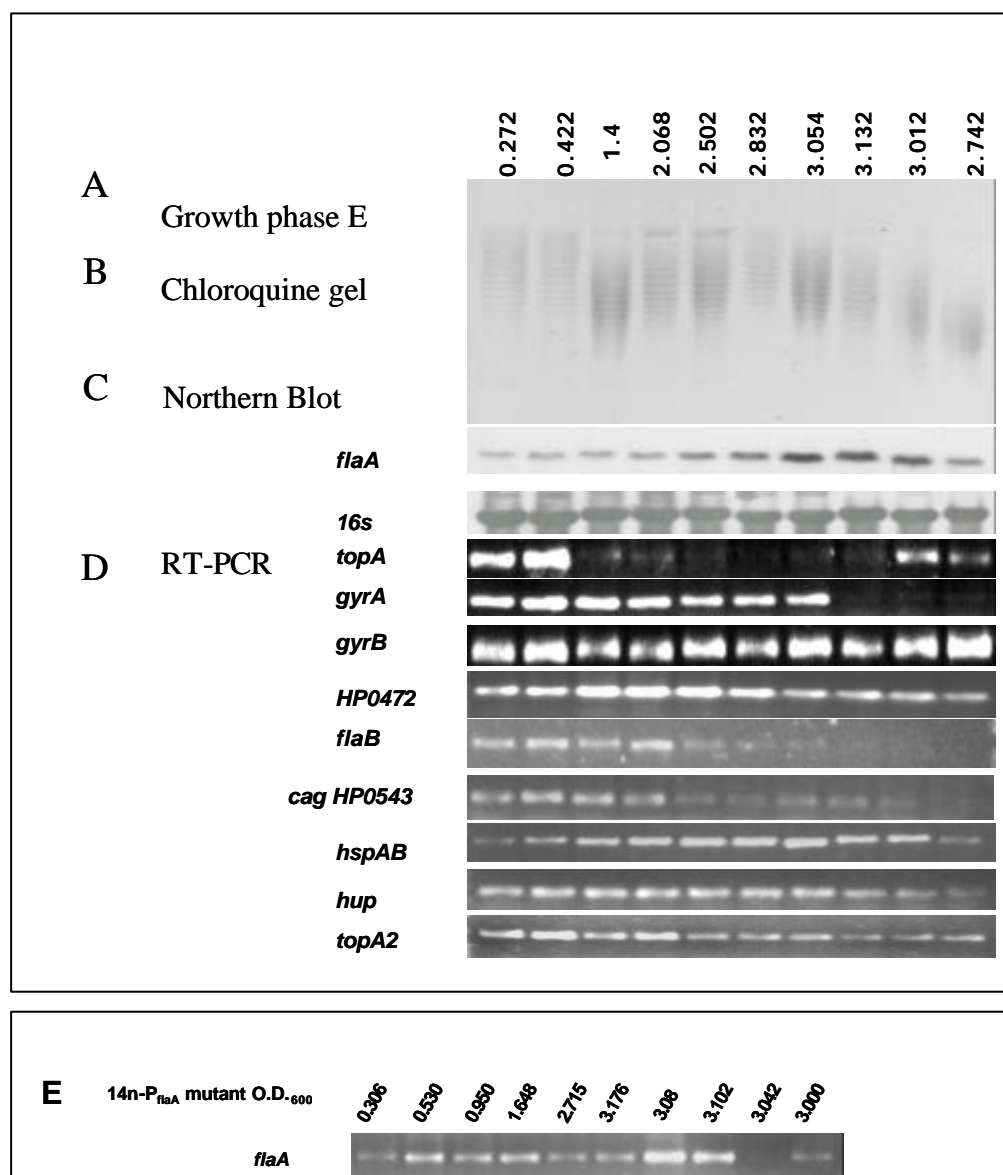 0.272 0.422 1.4 2.068 2.502 2.832 3.054 3.132 3.012 2.742
A Growth phase E
B Chloroquine gel
C Northern Blot
flaA
16s
D RT-PCR topA
gyrA
gyrB
HP0472
flaB
cag HP0543
hspAB
hup
topA2
E 14n-PflaA mutant O.D.600 0.306 0.530 0.950 1.648 2.715 3.176 3.08 3.102 3.042 3.000
flaA